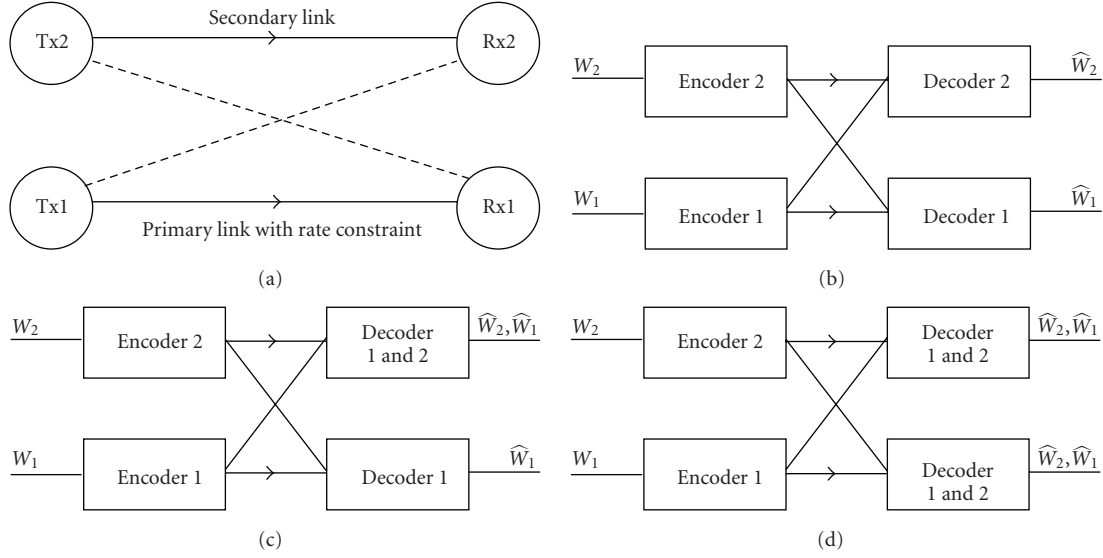 Secondary link
Tx2
Rx2
Tx1
Rx1
Primary link with rate constraint
(a)
W₂
Encoder 2
Decoder 2
Ŵ₂
W₁
Encoder 1
Decoder 1
Ŵ₁
(b)
W₂
Encoder 2
Decoder
1 and 2
Ŵ₂, Ŵ₁
W₁
Encoder 1
Decoder 1
Ŵ₁
(c)
W₂
Encoder 2
Decoder
1 and 2
Ŵ₂, Ŵ₁
W₁
Encoder 1
Decoder
1 and 2
Ŵ₂, Ŵ₁
(d)